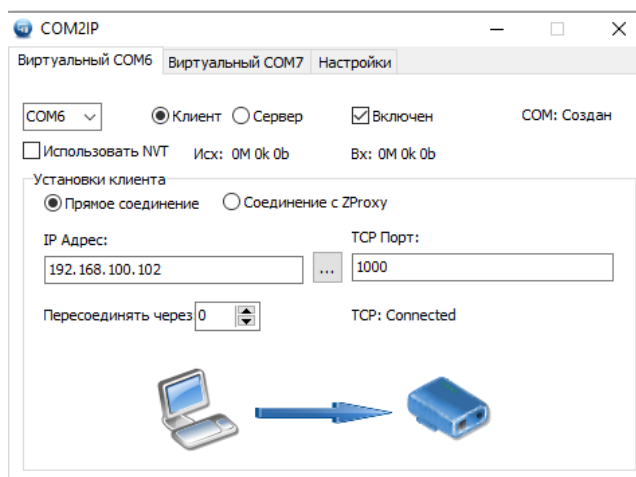 COM2IP
Виртуальный COM6 Виртуальный COM7 Настройки
COM6 Клиент Сервер Включен COM: Создан
Использовать NVT Исх: 0M 0k 0b Вх: 0M 0k 0b
Установки клиента
Прямое соединение Соединение с ZProxy
IP Адрес: TCP Порт:
192.168.100.102 ... 1000
Пересоединять через 0 TCP: Connected